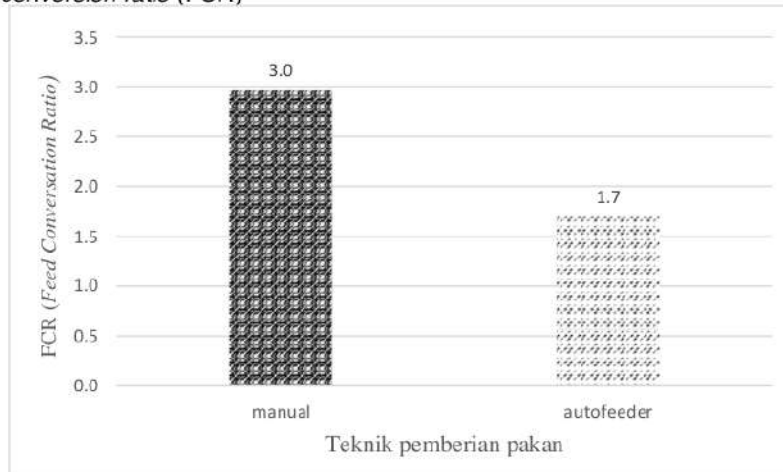 conversion ratio (FCR)
3.5
3.0
2.5
2.0
1.5
1.0
0.5
0.0
FCR (Feed Conversation Ratio)
3.0
1.7
manual
autofeeder
Teknik pemberian pakan